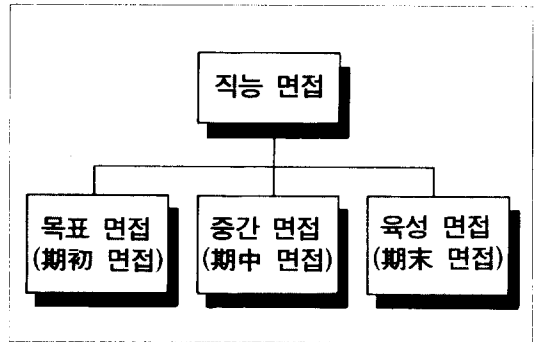 직능 면접
목표 면접
(期初 면접)
중간 면접
(期中 면접)
육성 면접
(期末 면접)